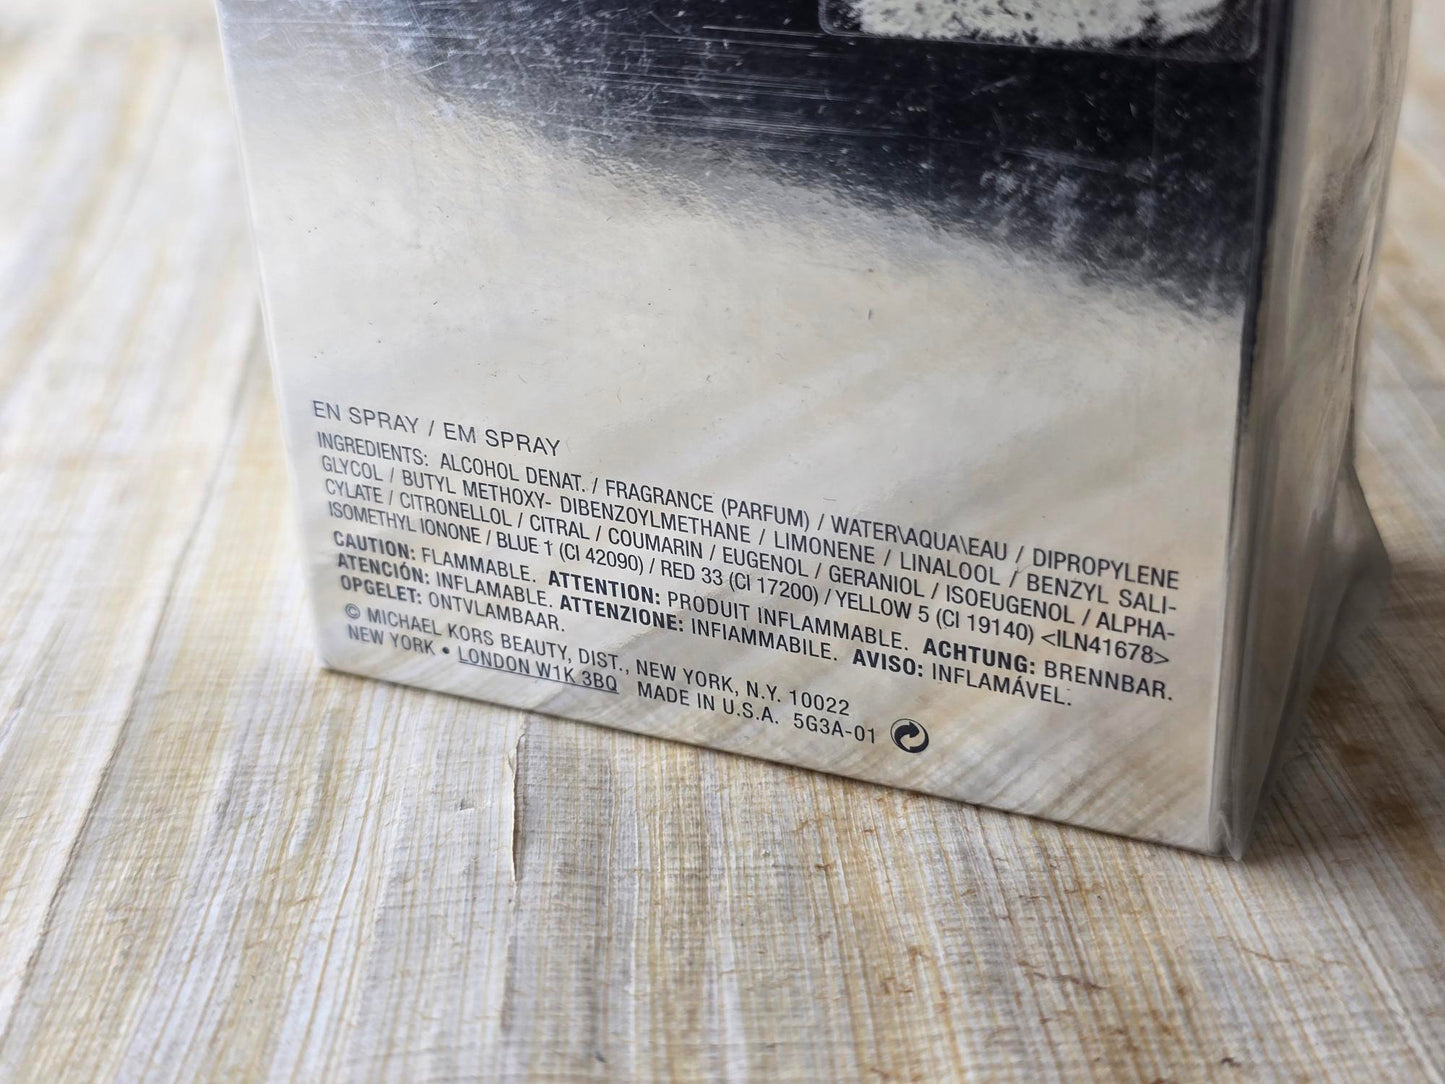 EN SPRAY / EM SPRAY
INGREDIENTS: ALCOHOL DENAT. / FRAGRANCE (PARFUM) / WATER\AQUA\EAU / DIPROPYLENE
GLYCOL / BUTYL METHOXY- DIBENZOYLMETHANE / LIMONENE / LINALOOL / BENZYL SALI-
CYLATE / CITRONELLOL / CITRAL / COUMARIN / EUGENOL / GERANIOL / ISOEUGENOL / ALPHA-
ISOMETHYL IONONE / BLUE 1 (CI 42090) / RED 33 (CI 17200) / YELLOW 5 (CI 19140) <ILN41678>
CAUTION: FLAMMABLE. ATTENTION: PRODUIT INFLAMMABLE. ACHTUNG: BRENNBAR.
ATENCIÓN: INFLAMABLE. ATTENZIONE: INFIAMMABILE. AVISO: INFLAMÁVEL.
OPGELET: ONTVLAMBAAR.
© MICHAEL KORS BEAUTY, DIST., NEW YORK, N.Y. 10022
NEW YORK • LONDON W1K 3BQ MADE IN U.S.A. 5G3A-01